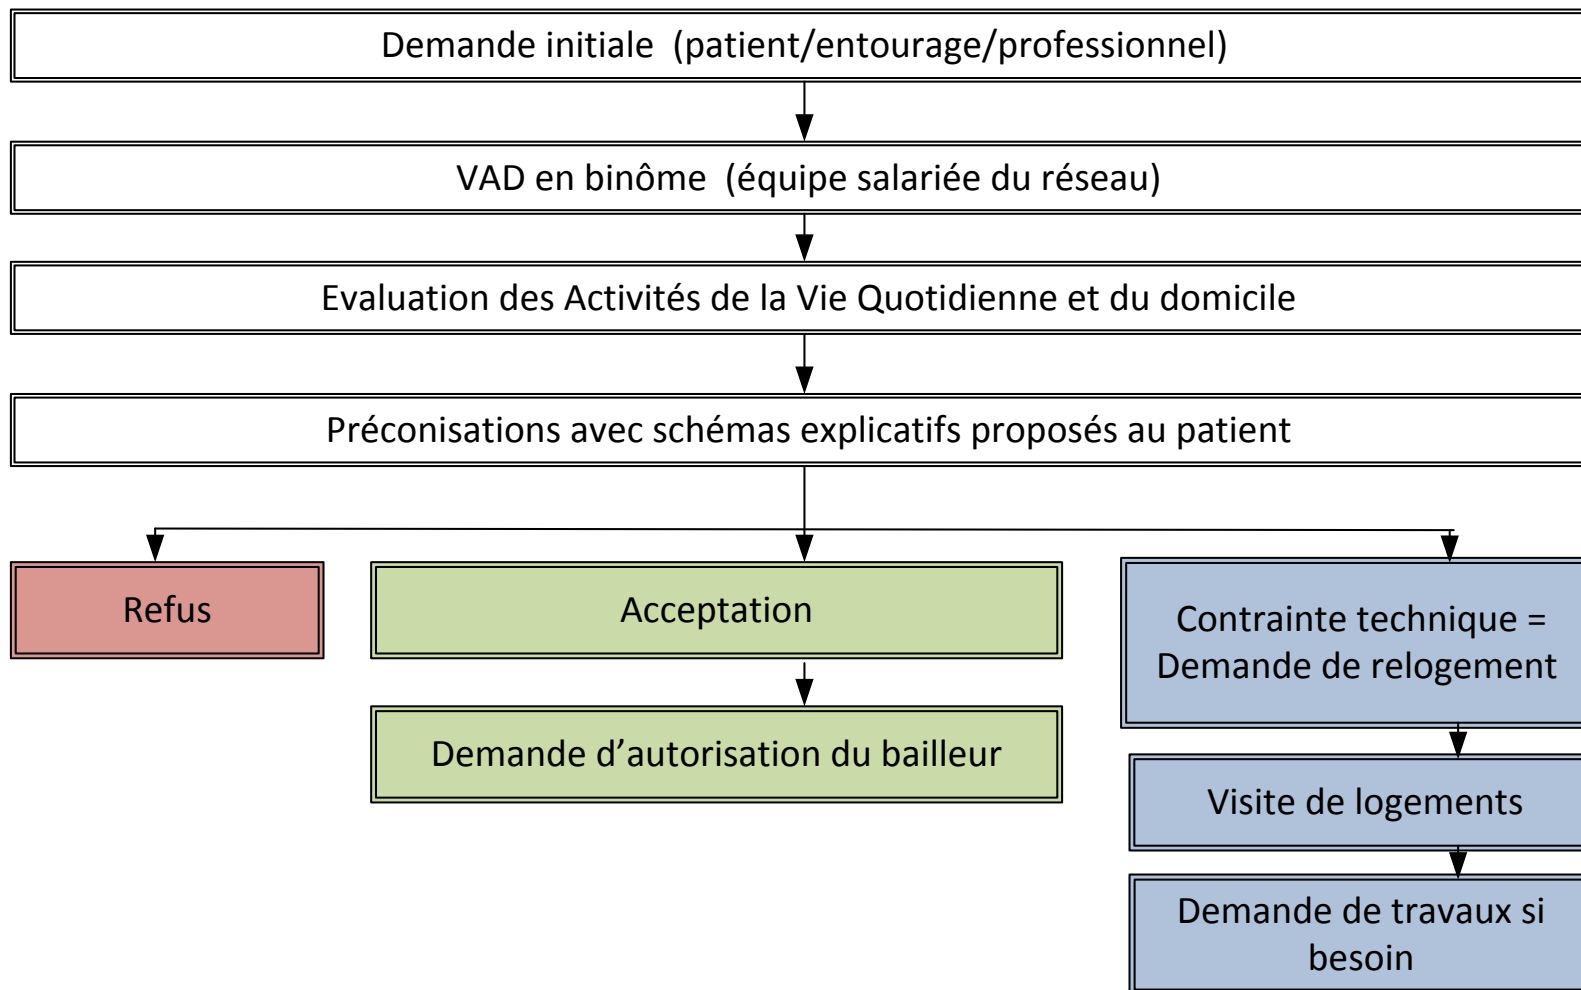 Demande initiale  (patient/entourage/professionnel)
VAD en binôme  (équipe salariée du réseau)
Evaluation des Activités de la Vie Quotidienne et du domicile
Préconisations avec schémas explicatifs proposés au patient
Refus
Acceptation
Contrainte technique =
Demande de relogement
Demande d’autorisation du bailleur
Visite de logements
Demande de travaux si
besoin